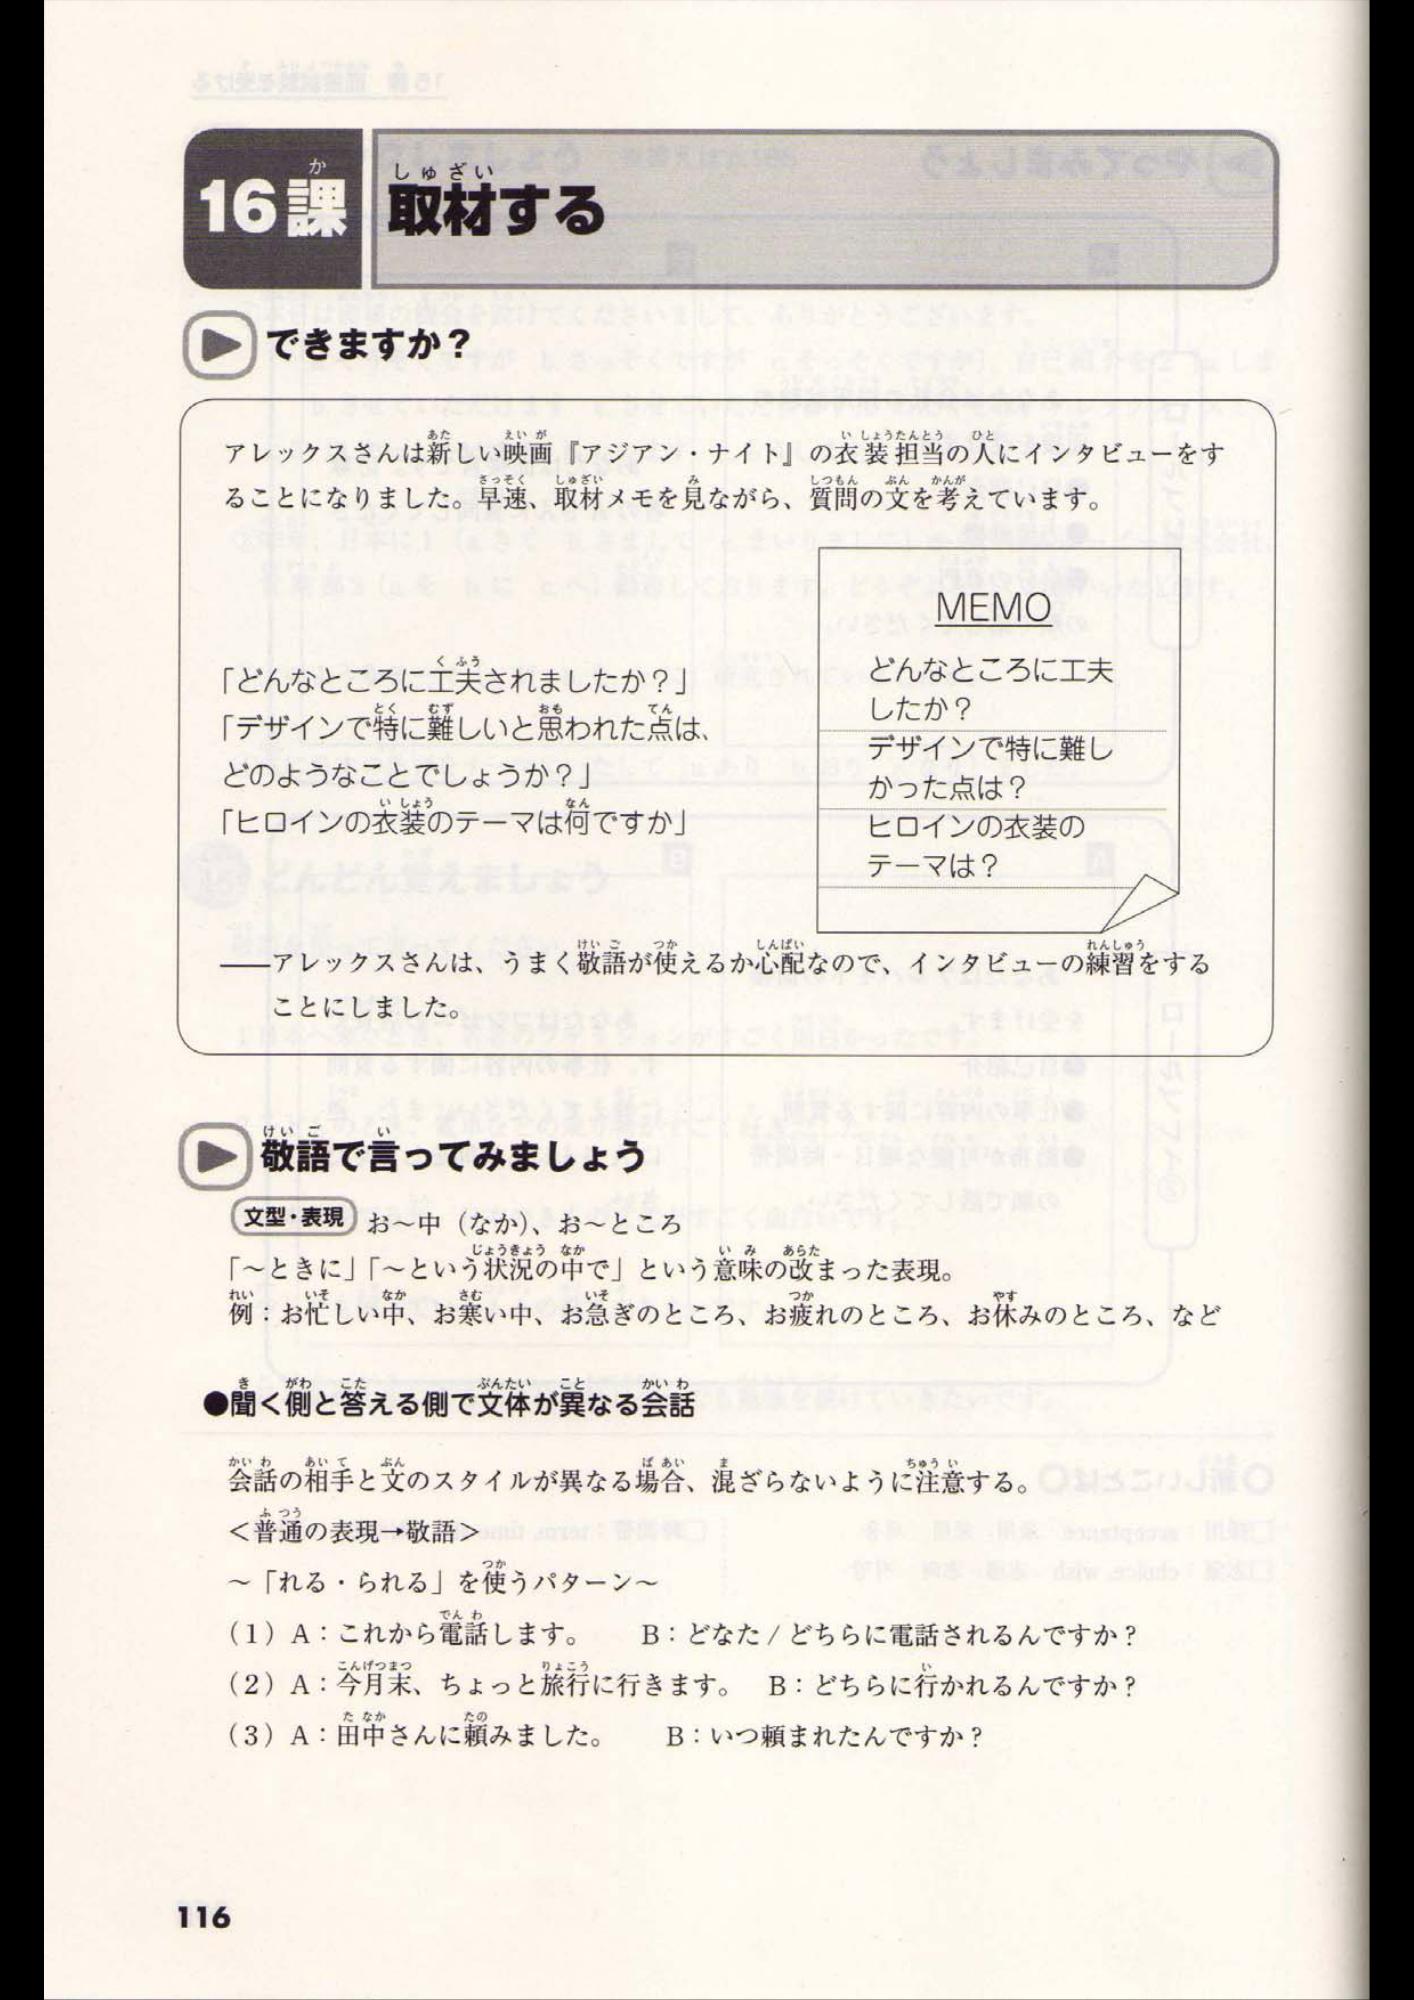 16課 取材する
できますか？
アレックスさんは新しい映画『アジアン・ナイト』の衣装担当の人にインタビューをす
ることになりました。早速、取材メモを見ながら、質問の文を考えています。
「どんなところに工夫されましたか？」
「デザインで特に難しいと思われた点は、
どのようなことでしょうか？」
「ヒロインの衣装のテーマは何ですか」
MEMO
どんなところに工夫
したか？
デザインで特に難し
かった点は？
ヒロインの衣装の
テーマは？
——アレックスさんは、うまく敬語が使えるか心配なので、インタビューの練習をする
ことにしました。
敬語で言ってみましょう
文型・表現 お～中（なか）、お～ところ
「～ときに」「～という状況の中で」という意味の改まった表現。
例：お忙しい中、お寒い中、お急ぎのところ、お疲れのところ、お休みのところ、など
●聞く側と答える側で文体が異なる会話
会話の相手と文のスタイルが異なる場合、混ざらないように注意する。
＜普通の表現→敬語＞
～「れる・られる」を使うパターン～
（1）A：これから電話します。 B：どなた / どちらに電話されるんですか？
（2）A：今月末、ちょっと旅行に行きます。 B：どちらに行かれるんですか？
（3）A：田中さんに頼みました。 B：いつ頼まれたんですか？
116